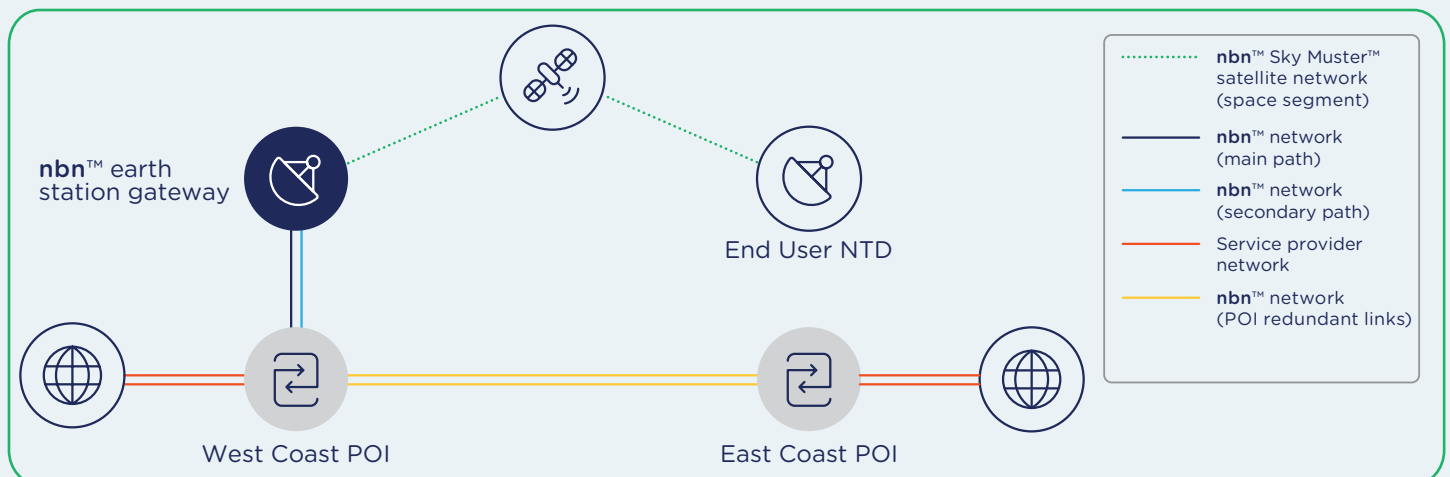 nbn™ earth
station gateway
End User NTD
West Coast POI
East Coast POI
nbn™ Sky Muster™
satellite network
(space segment)
nbn™ network
(main path)
nbn™ network
(secondary path)
Service provider
network
nbn™ network
(POI redundant links)